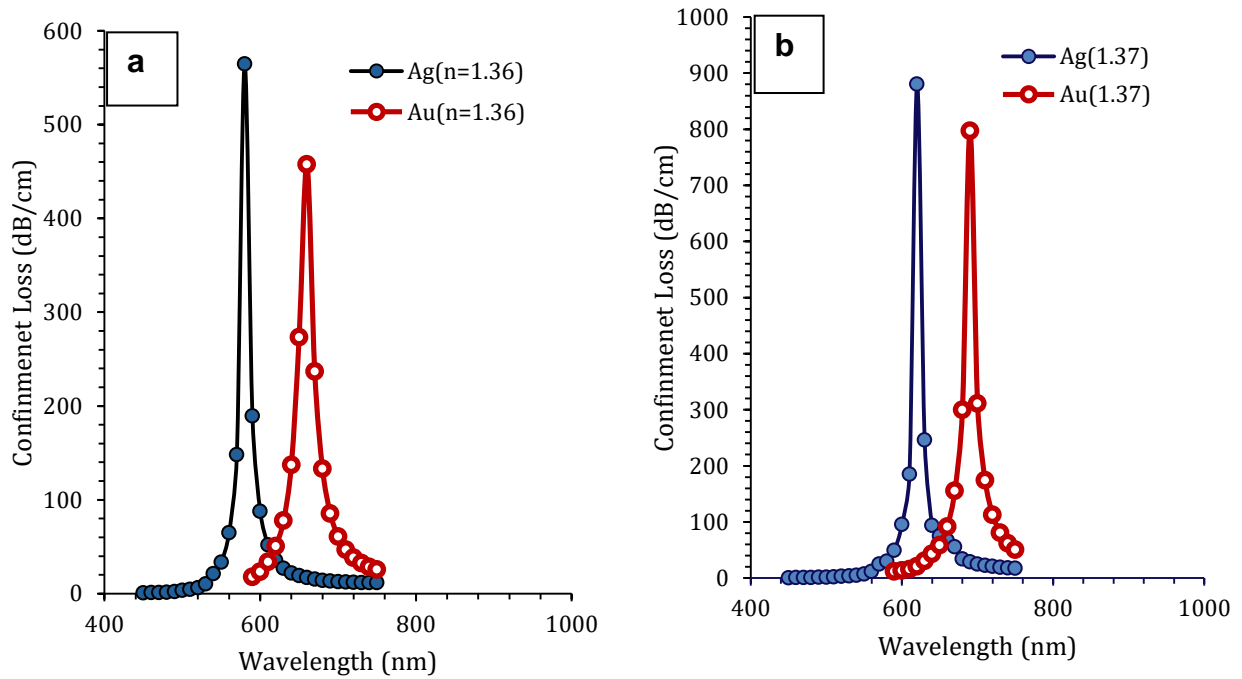 a
Ag(n=1.36)
Au(n=1.36)
600
500
400
300
200
100
0
400
600
800
1000
Confinmenet Loss (dB/cm)
Wavelength (nm)
b
Ag(1.37)
Au(1.37)
1000
900
800
700
600
500
400
300
200
100
0
400
600
800
1000
Confinmenet Loss (dB/cm)
Wavelength (nm)